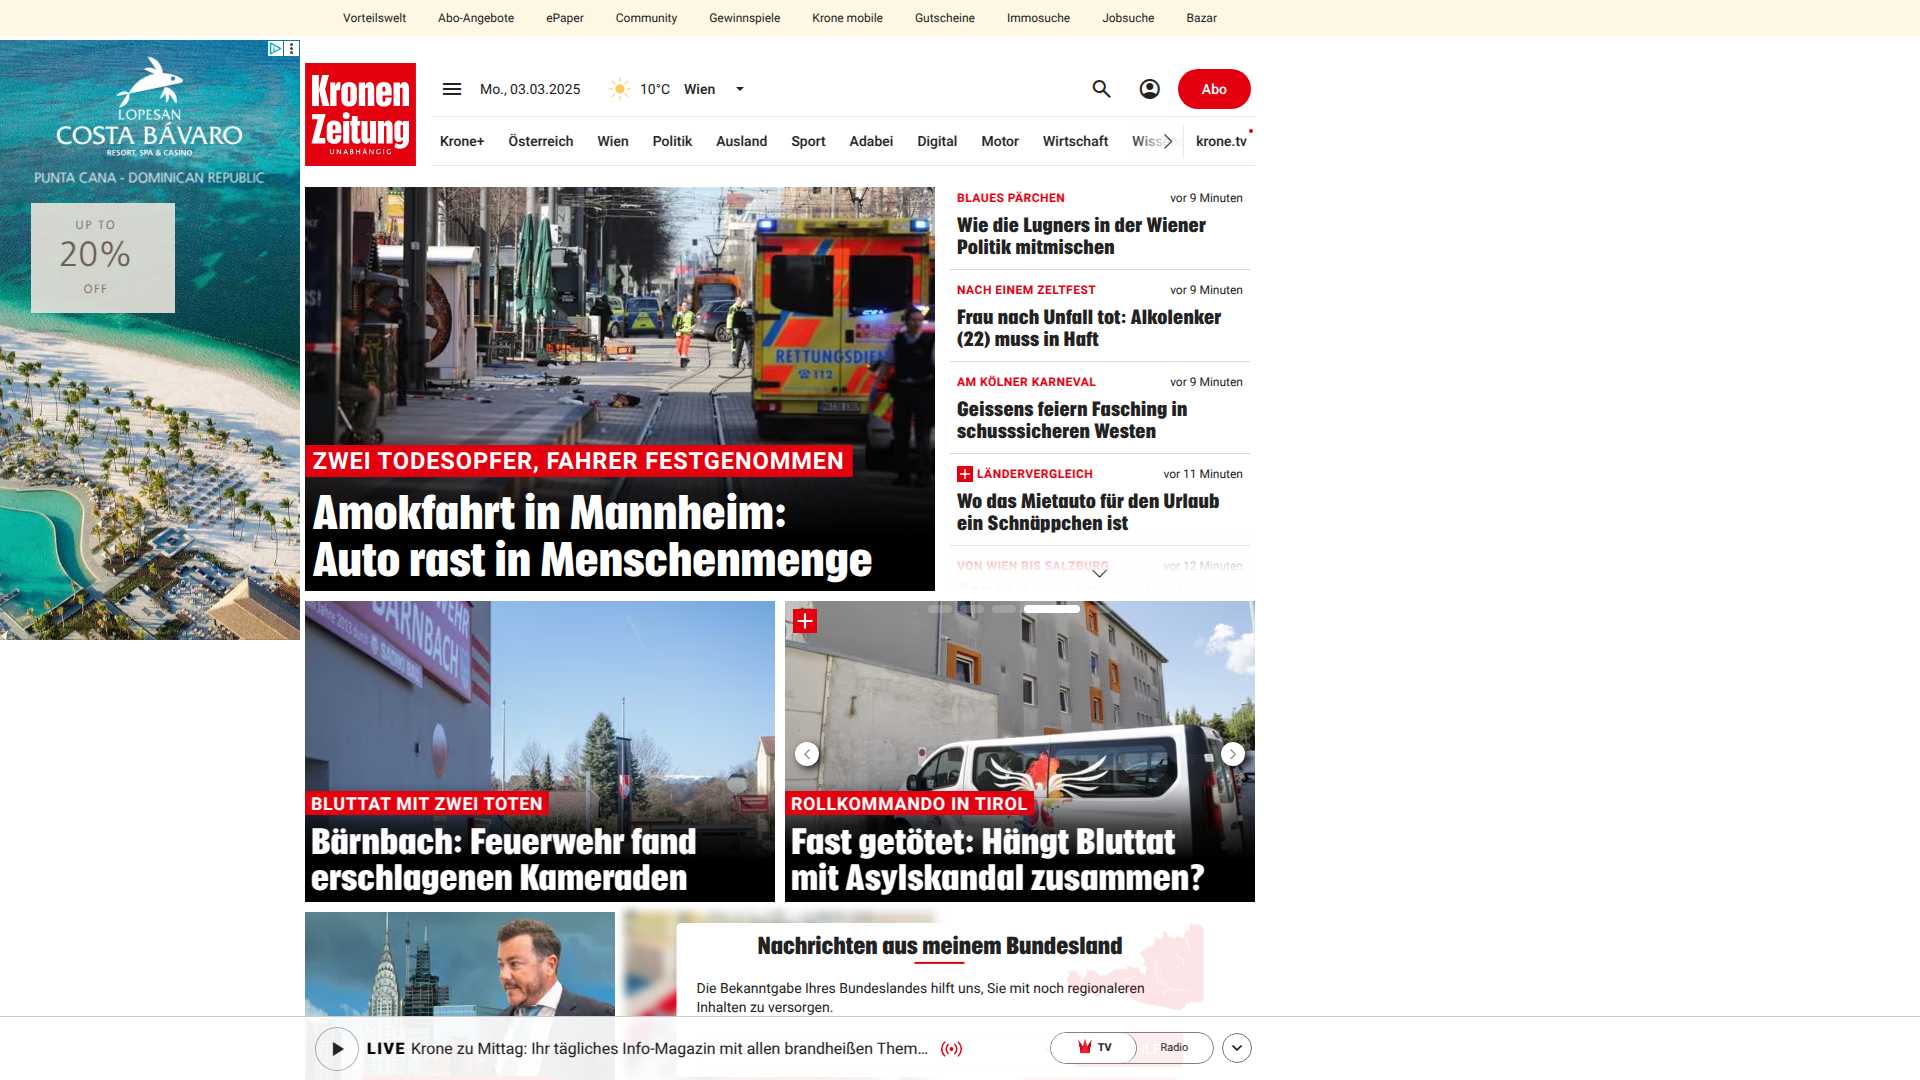 Vorteilswelt
Abo-Angebote
ePaper
Community
Gewinnspiele
Krone mobile
Gutscheine
Immosuche
Jobsuche
Bazar
LOPESAN
COSTA BÁVARO
RESORT, SPA & CASINO
PUNTA CANA - DOMINICAN REPUBLIC
UP TO
20%
OFF
Kronen
Zeitung
UNABHÄNGIG
Mo., 03.03.2025
10°C
Wien
Abo
Krone+
Österreich
Wien
Politik
Ausland
Sport
Adabei
Digital
Motor
Wirtschaft
krone.tv
RETTUNGSDIEN
112
ZWEI TODESOPFER, FAHRER FESTGENOMMEN
Amokfahrt in Mannheim:
Auto rast in Menschenmenge
BLAUES PÄRCHEN
vor 9 Minuten
Wie die Lugners in der Wiener
Politik mitmischen
NACH EINEM ZELTFEST
vor 9 Minuten
Frau nach Unfall tot: Alkolenker
(22) muss in Haft
AM KÖLNER KARNEVAL
vor 9 Minuten
Geissens feiern Fasching in
schusssicheren Westen
LÄNDERVERGLEICH
vor 11 Minuten
Wo das Mietauto für den Urlaub
ein Schnäppchen ist
VON WIEN BIS SALZBURG
vor 12 Minuten
BLUTTAT MIT ZWEI TOTEN
Bärnbach: Feuerwehr fand
erschlagenen Kameraden
ROLLKOMMANDO IN TIROL
Fast getötet: Hängt Bluttat
mit Asylskandal zusammen?
Nachrichten aus meinem Bundesland
Die Bekanntgabe Ihres Bundeslandes hilft uns, Sie mit noch regionaleren
Inhalten zu versorgen.
LIVE Krone zu Mittag: Ihr tägliches Info-Magazin mit allen brandheißen Them...
TV
Radio